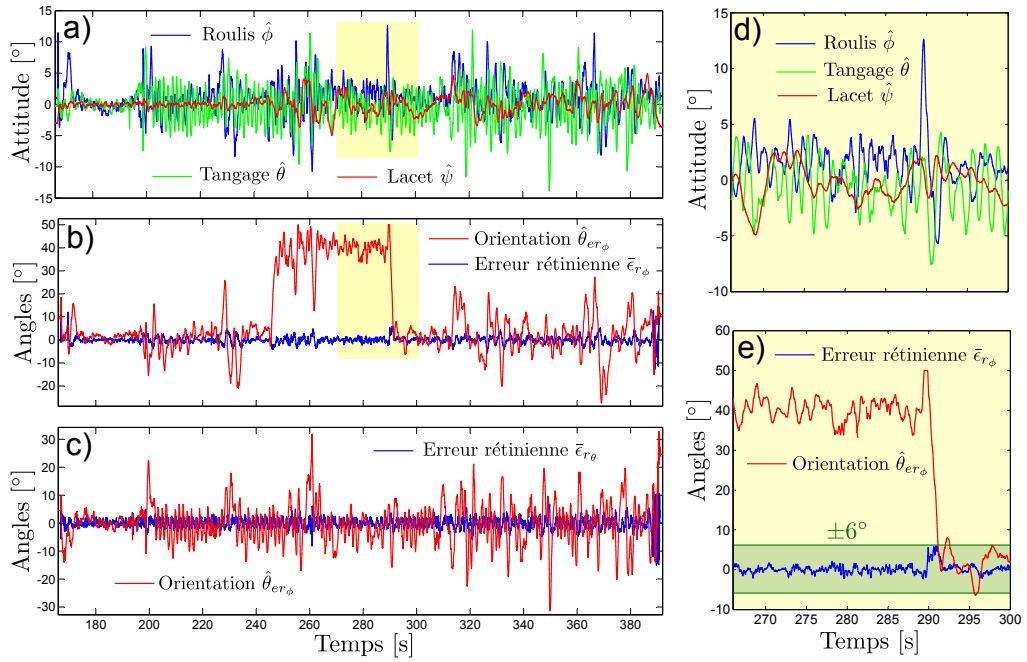 a)
Attitude [°]
15
10
5
0
-5
-10
-15
Roulis φ̂
Tangage θ̂
Lacet ψ̂
b)
Angles [°]
50
40
30
20
10
0
-10
-20
Orientation θ̂_{er_φ}
Erreur rétinienne ε̄_{r_φ}
c)
Angles [°]
30
20
10
0
-10
-20
-30
Erreur rétinienne ε̄_{r_θ}
Orientation θ̂_{er_φ}
180 200 220 240 260 280 300 320 340 360 380
Temps [s]
d)
Attitude [°]
15
10
5
0
-5
-10
-15
Roulis φ̂
Tangage θ̂
Lacet ψ̂
e)
Angles [°]
60
50
40
30
20
10
0
-10
Erreur rétinienne ε̄_{r_φ}
Orientation θ̂_{er_φ}
±6°
270 275 280 285 290 295 300
Temps [s]